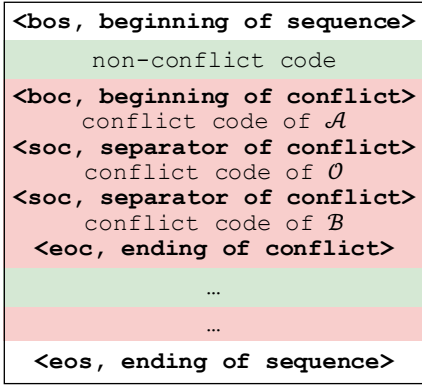 <bos, beginning of sequence>
non-conflict code
<boc, beginning of conflict>
conflict code of 𝒜
<soc, separator of conflict>
conflict code of 𝒪
<soc, separator of conflict>
conflict code of ℬ
<eoc, ending of conflict>
…
…
<eos, ending of sequence>